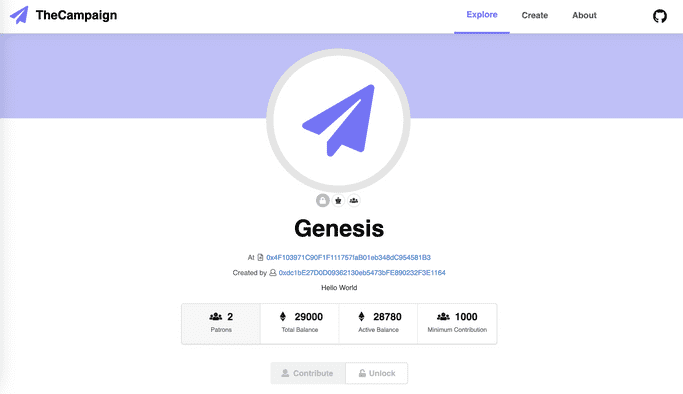 TheCampaign
Explore
Create
About
Genesis
At 0x4F103971C90F1F111757faB01eb348dC954581B3
Created by 0xdc1bE27D0D09362130eb5473bFE890232F3E1164
Hello World
2
Patrons
29000
Total Balance
28780
Active Balance
1000
Minimum Contribution
Contribute
Unlock